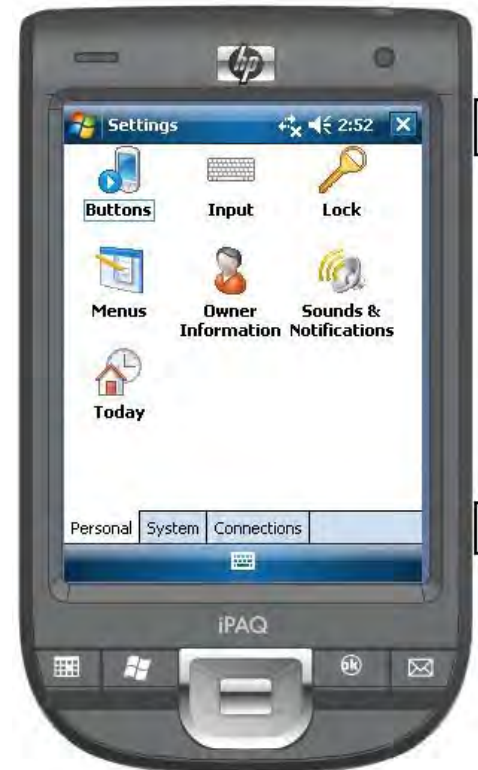 hp
Settings 2:52
Buttons Input Lock
Menus Owner Information Sounds & Notifications
Today
Personal System Connections
iPAQ
ok